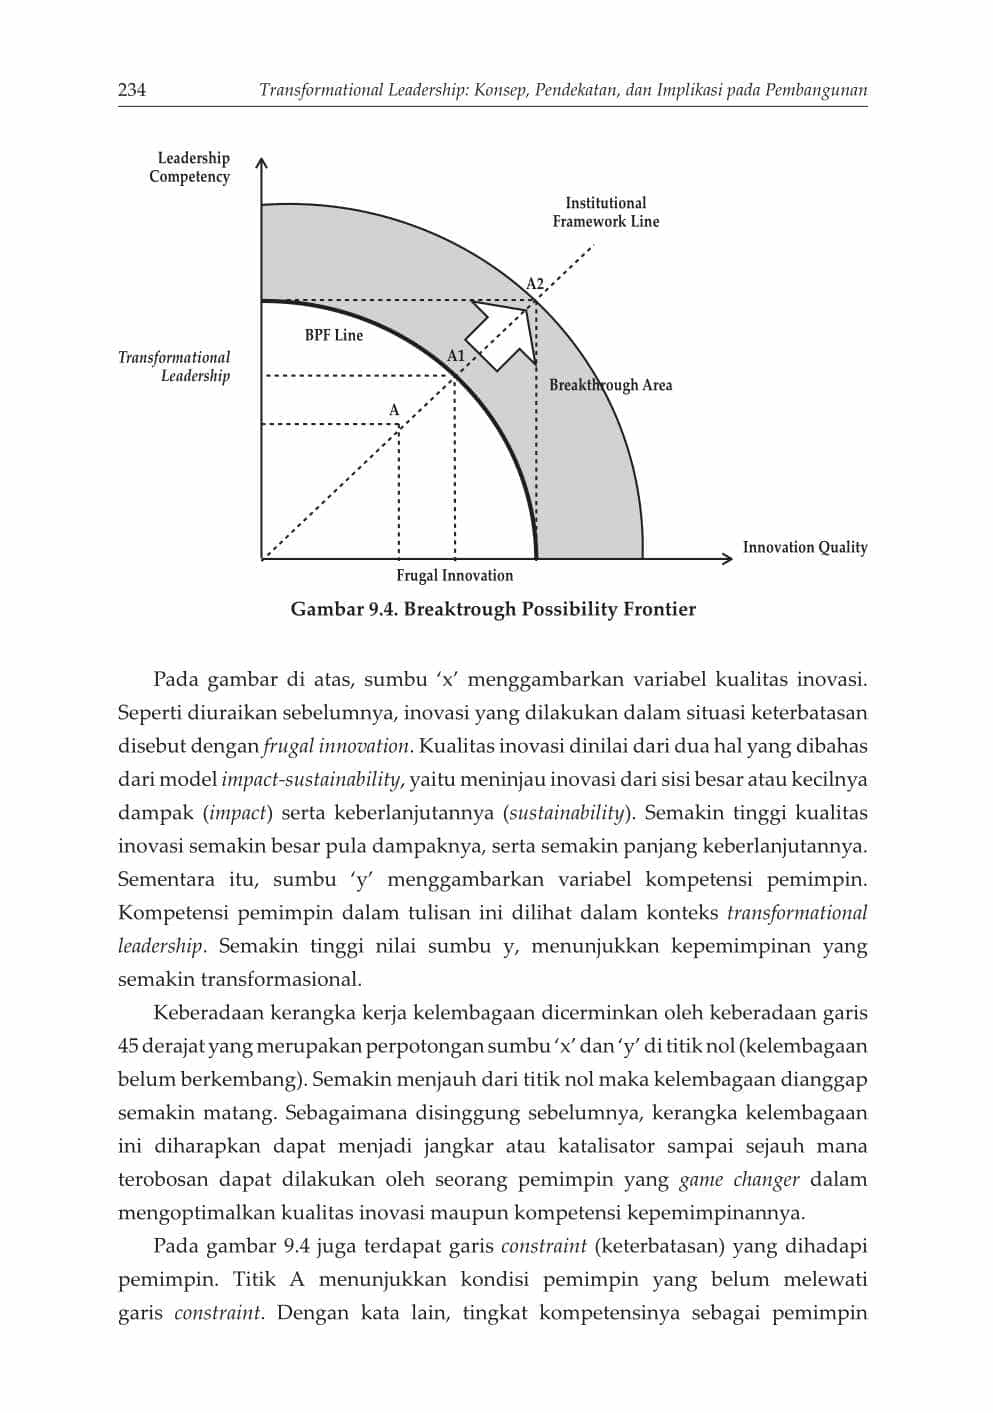 234 Transformational Leadership: Konsep, Pendekatan, dan Implikasi pada Pembangunan
Leadership
Competency
Institutional
Framework Line
A2
BPF Line
A1
Transformational
Leadership
Breakthrough Area
A
Innovation Quality
Frugal Innovation
Gambar 9.4. Breaktrough Possibility Frontier
Pada gambar di atas, sumbu ‘x’ menggambarkan variabel kualitas inovasi.
Seperti diuraikan sebelumnya, inovasi yang dilakukan dalam situasi keterbatasan
disebut dengan frugal innovation. Kualitas inovasi dinilai dari dua hal yang dibahas
dari model impact-sustainability, yaitu meninjau inovasi dari sisi besar atau kecilnya
dampak (impact) serta keberlanjutannya (sustainability). Semakin tinggi kualitas
inovasi semakin besar pula dampaknya, serta semakin panjang keberlanjutannya.
Sementara itu, sumbu ‘y’ menggambarkan variabel kompetensi pemimpin.
Kompetensi pemimpin dalam tulisan ini dilihat dalam konteks transformational
leadership. Semakin tinggi nilai sumbu y, menunjukkan kepemimpinan yang
semakin transformasional.
Keberadaan kerangka kerja kelembagaan dicerminkan oleh keberadaan garis
45 derajat yang merupakan perpotongan sumbu ‘x’ dan ‘y’ di titik nol (kelembagaan
belum berkembang). Semakin menjauh dari titik nol maka kelembagaan dianggap
semakin matang. Sebagaimana disinggung sebelumnya, kerangka kelembagaan
ini diharapkan dapat menjadi jangkar atau katalisator sampai sejauh mana
terobosan dapat dilakukan oleh seorang pemimpin yang game changer dalam
mengoptimalkan kualitas inovasi maupun kompetensi kepemimpinannya.
Pada gambar 9.4 juga terdapat garis constraint (keterbatasan) yang dihadapi
pemimpin. Titik A menunjukkan kondisi pemimpin yang belum melewati
garis constraint. Dengan kata lain, tingkat kompetensinya sebagai pemimpin